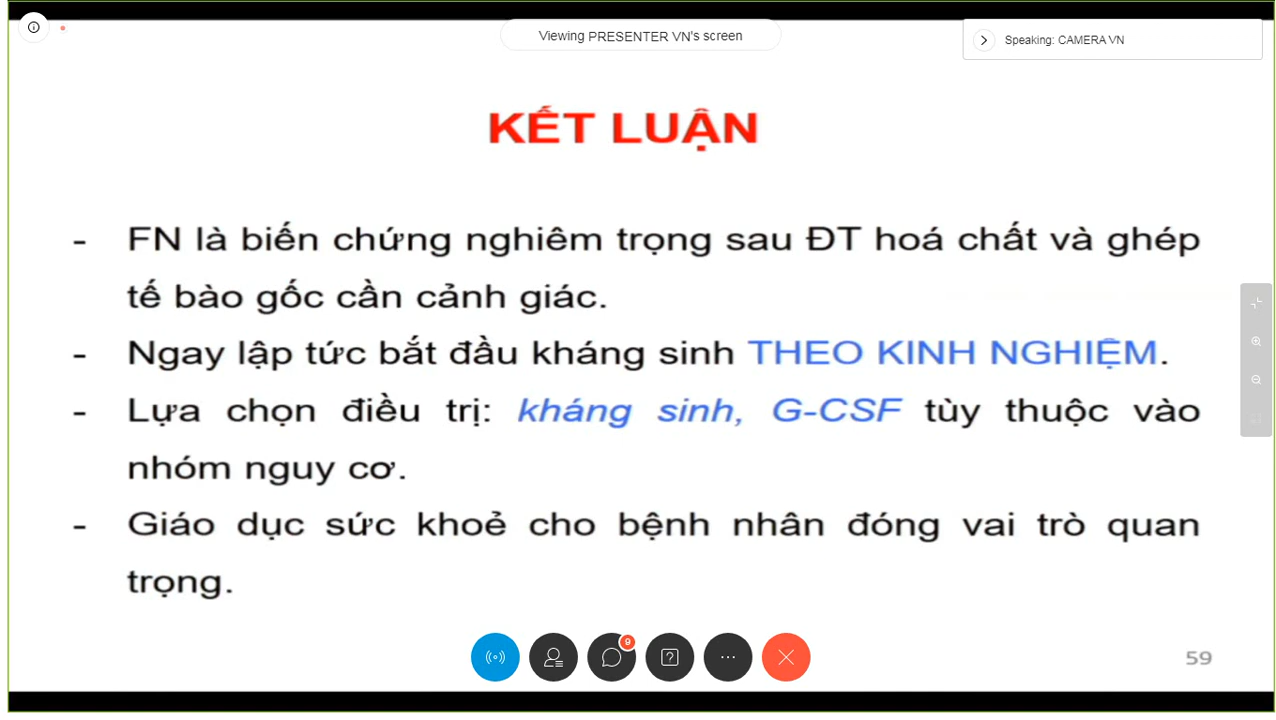 Viewing PRESENTER VN's screen
Speaking: CAMERA VN
KẾT LUẬN
- FN là biến chứng nghiêm trọng sau ĐT hoá chất và ghép
tế bào gốc cần cảnh giác.
- Ngay lập tức bắt đầu kháng sinh THEO KINH NGHIỆM.
- Lựa chọn điều trị: kháng sinh, G-CSF tùy thuộc vào
nhóm nguy cơ.
- Giáo dục sức khoẻ cho bệnh nhân đóng vai trò quan
trọng.
9
59